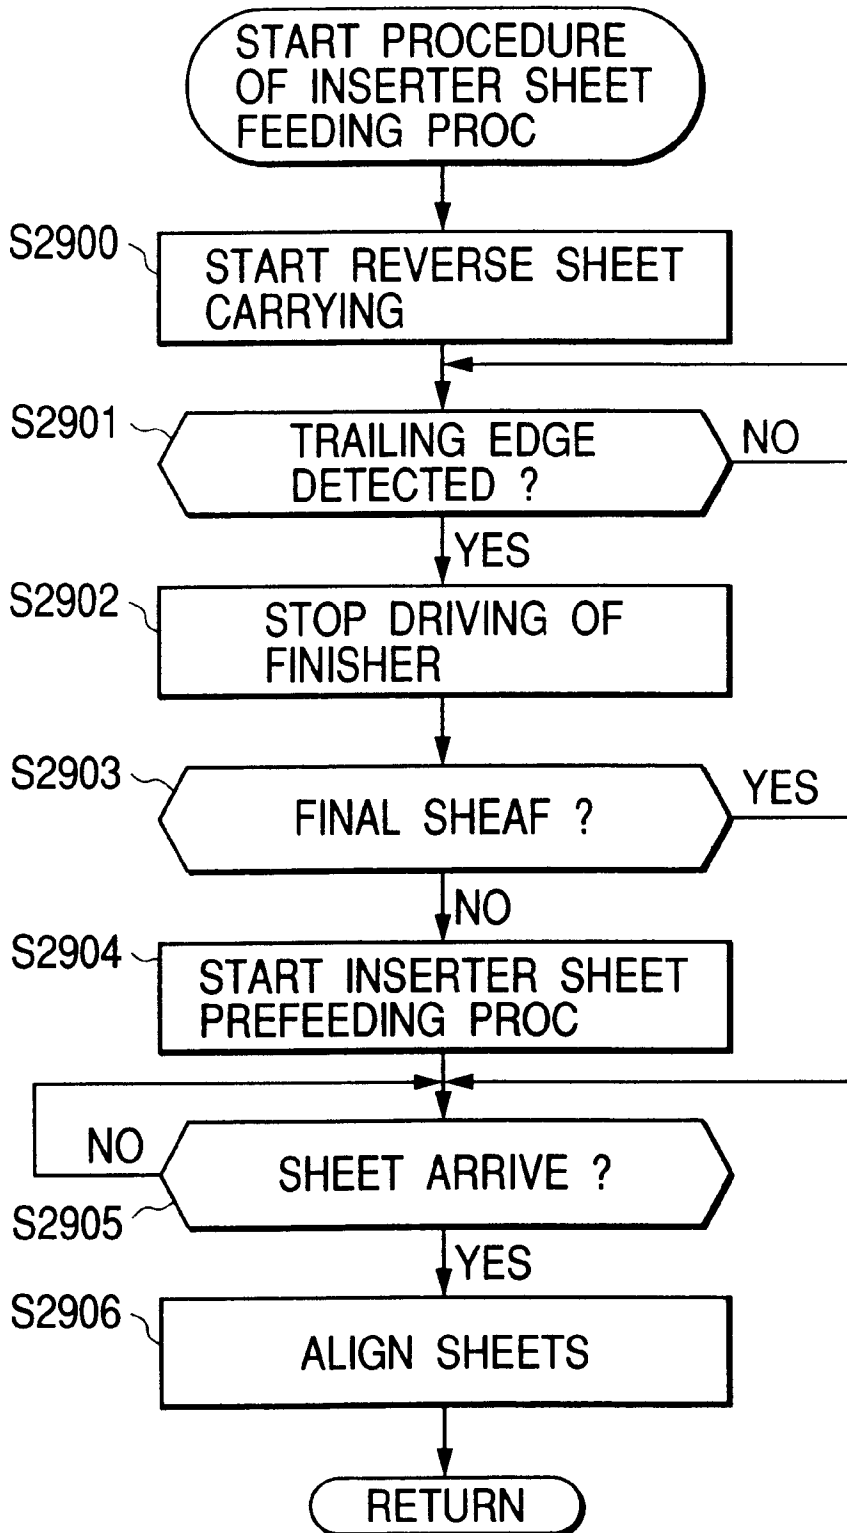 START PROCEDURE
OF INSERTER SHEET
FEEDING PROC
S2900
START REVERSE SHEET
CARRYING
S2901
TRAILING EDGE
DETECTED ?
NO
YES
S2902
STOP DRIVING OF
FINISHER
S2903
FINAL SHEAF ?
YES
NO
S2904
START INSERTER SHEET
PREFEEDING PROC
NO
SHEET ARRIVE ?
S2905
YES
S2906
ALIGN SHEETS
RETURN